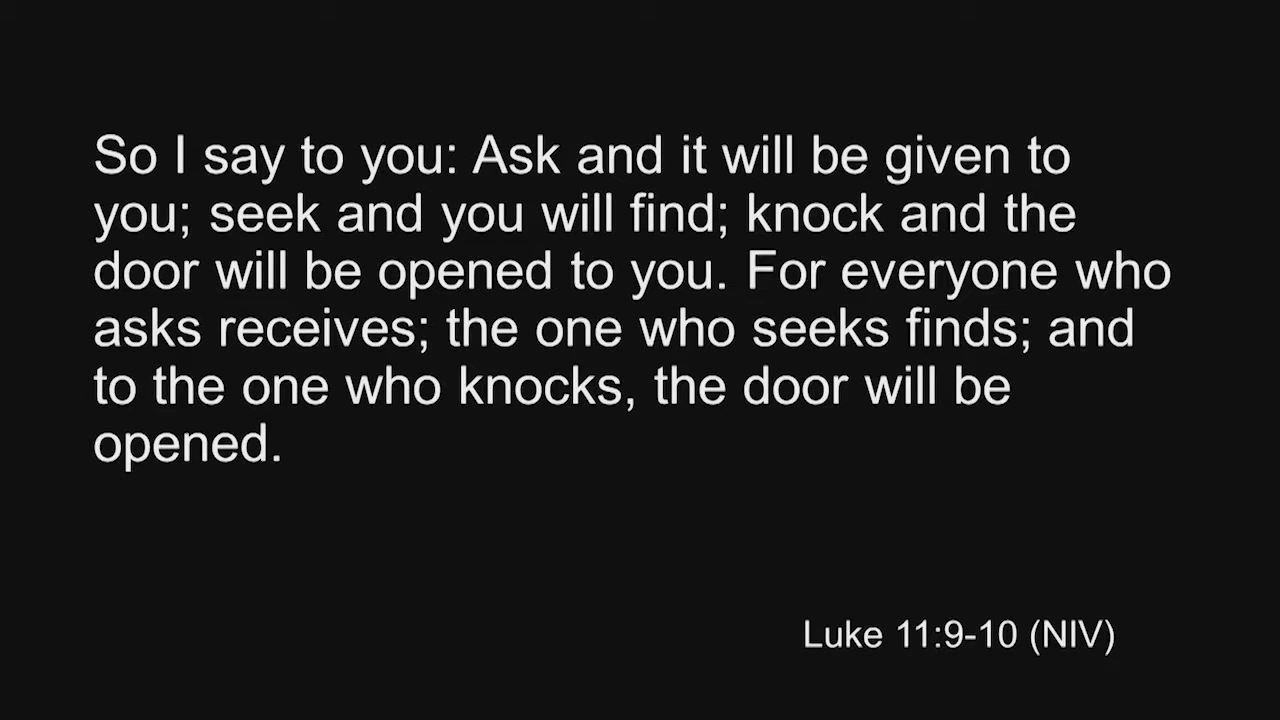 So I say to you: Ask and it will be given to
you; seek and you will find; knock and the
door will be opened to you. For everyone who
asks receives; the one who seeks finds; and
to the one who knocks, the door will be
opened.
Luke 11:9-10 (NIV)